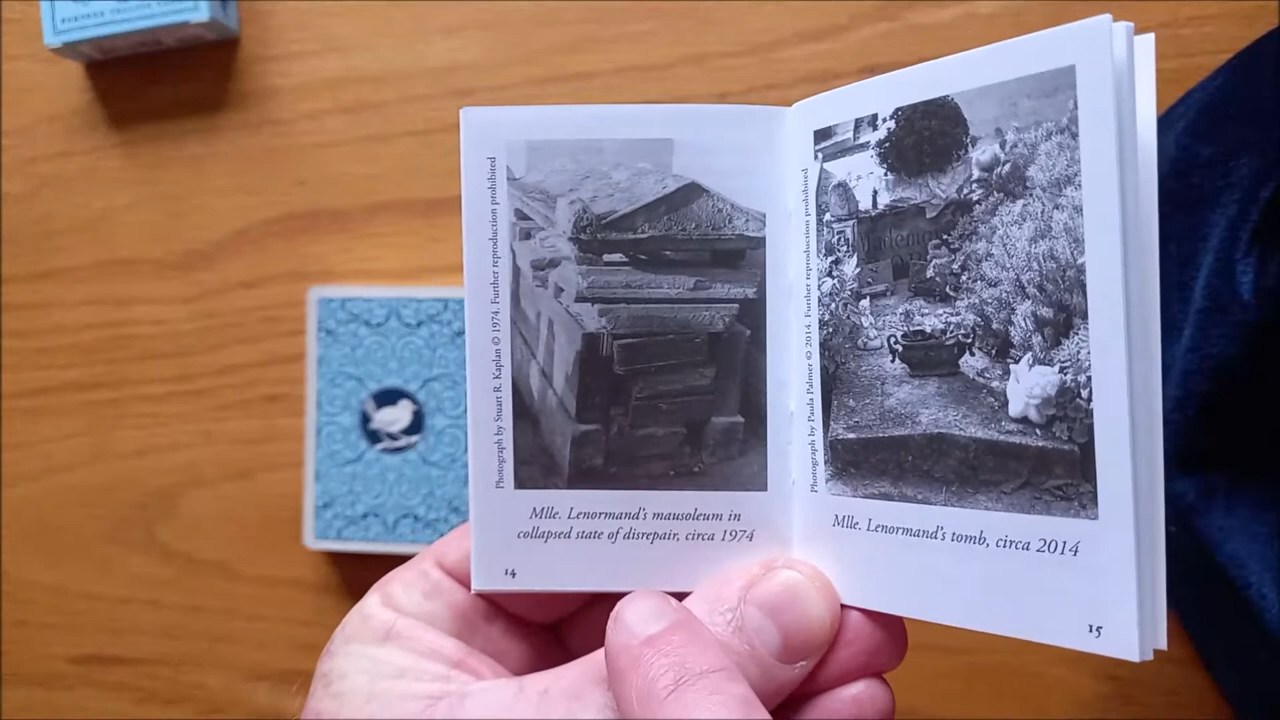 Photograph by Stuart R. Kaplan © 1974. Further reproduction prohibited
Mlle. Lenormand's mausoleum in
collapsed state of disrepair, circa 1974
14
Photograph by Paula Palmer © 2014. Further reproduction prohibited
Mlle. Lenormand's tomb, circa 2014
15